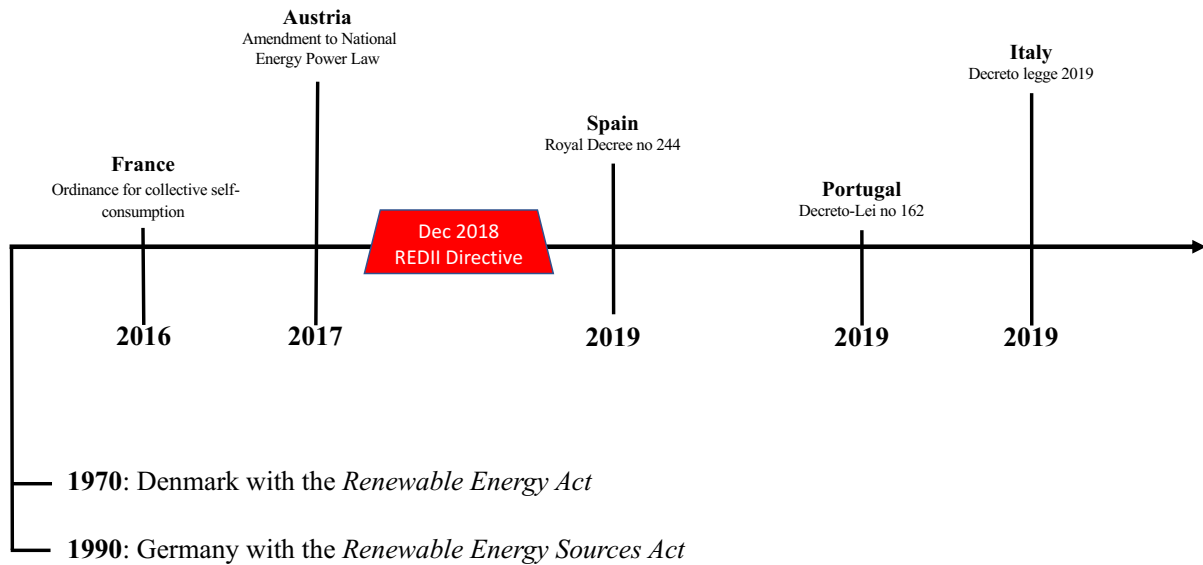 Austria
Amendment to National
Energy Power Law
Italy
Decreto legge 2019
Spain
Royal Decree no 244
France
Ordinance for collective self-
consumption
Portugal
Decreto-Lei no 162
Dec 2018
REDII Directive
2016
2017
2019
2019
2019
1970: Denmark with the Renewable Energy Act
1990: Germany with the Renewable Energy Sources Act